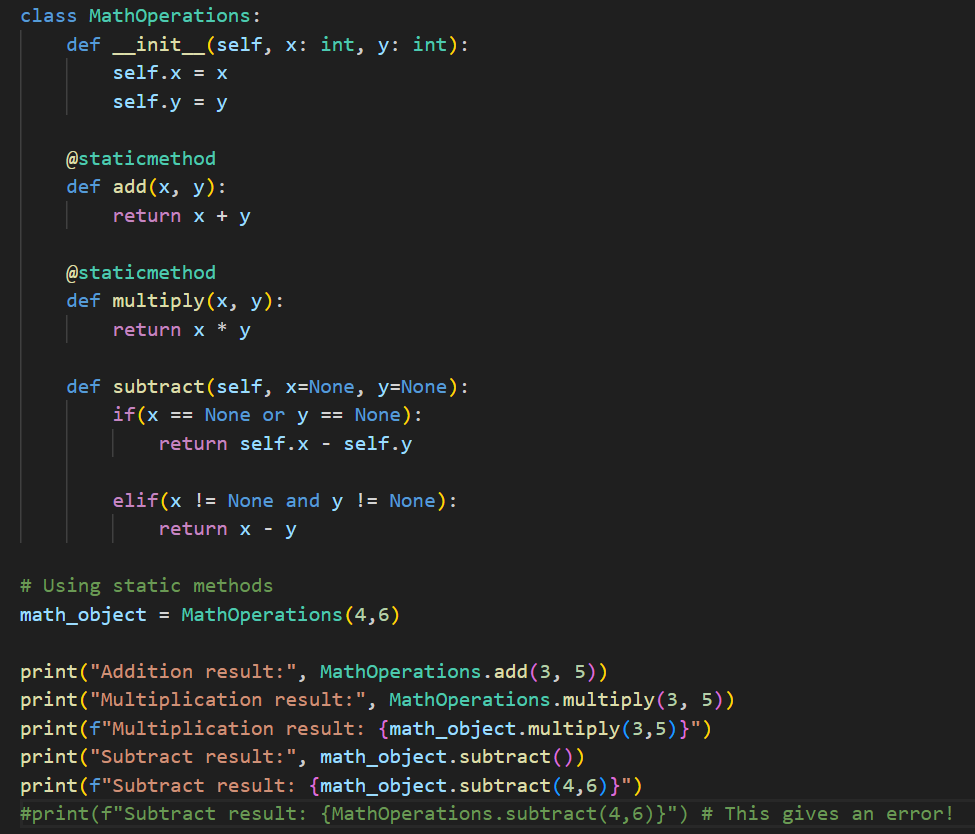 class MathOperations:
    def __init__(self, x: int, y: int):
        self.x = x
        self.y = y

    @staticmethod
    def add(x, y):
        return x + y

    @staticmethod
    def multiply(x, y):
        return x * y

    def subtract(self, x=None, y=None):
        if(x == None or y == None):
            return self.x - self.y

        elif(x != None and y != None):
            return x - y

# Using static methods
math_object = MathOperations(4,6)

print("Addition result:", MathOperations.add(3, 5))
print("Multiplication result:", MathOperations.multiply(3, 5))
print(f"Multiplication result: {math_object.multiply(3,5)}")
print("Subtract result:", math_object.subtract())
print(f"Subtract result: {math_object.subtract(4,6)}")
#print(f"Subtract result: {MathOperations.subtract(4,6)}") # This gives an error!